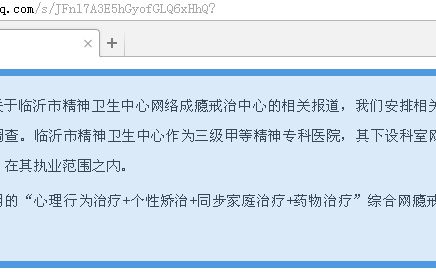 q.com/s/JFnl7A3E5hGyofGLQ6xHhQ?
× +
关于临沂市精神卫生中心网络成瘾戒治中心的相关报道，我们安排相关
调查。临沂市精神卫生中心作为三级甲等精神专科医院，其下设科室网
在其执业范围之内。
用的“心理行为治疗+个性矫治+同步家庭治疗+药物治疗”综合网瘾戒